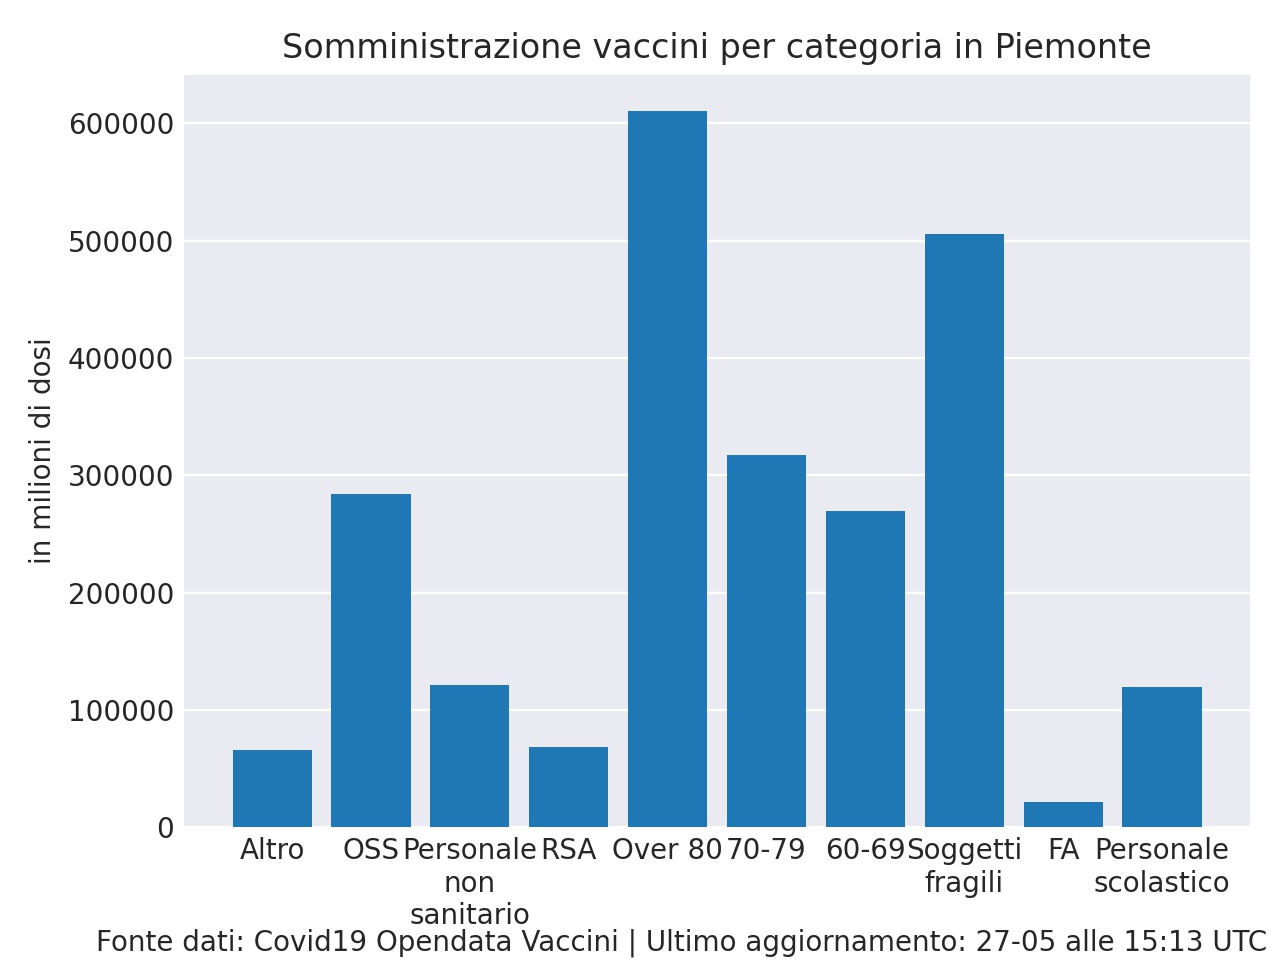 Somministrazione vaccini per categoria in Piemonte
in milioni di dosi
600000
500000
400000
300000
200000
100000
0
Altro OSS Personale RSA Over 80 70-79 60-69 Soggetti FA Personale
non fragili scolastico
sanitario
Fonte dati: Covid19 Opendata Vaccini | Ultimo aggiornamento: 27-05 alle 15:13 UTC